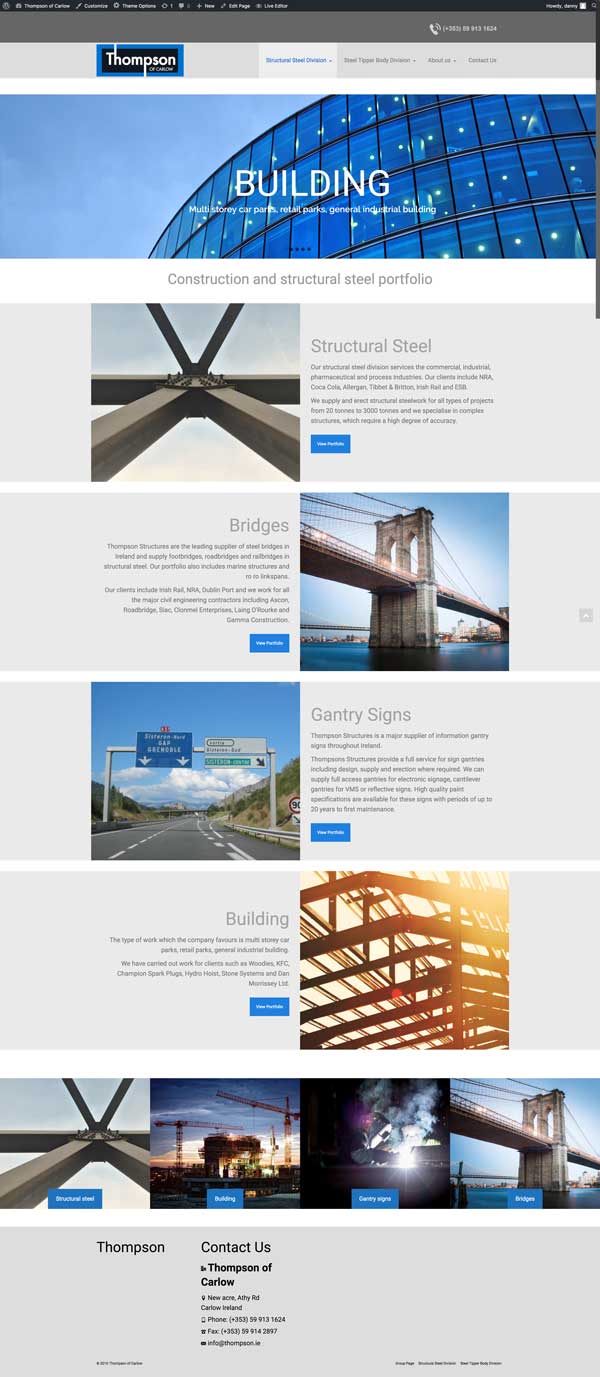 Thompson of Carlow Customize Theme Options 1 New Edit Page Live Editor Howdy, danny
(+353) 59 913 1624
Thompson
OF CARLOW
Structural Steel Division Steel Tipper Body Division About us Contact Us
BUILDING
Multi storey car parks, retail parks, general industrial building
Construction and structural steel portfolio
Structural Steel
Our structural steel division services the commercial, industrial,
pharmaceutical and process industries. Our clients include NRA,
Coca Cola, Allergan, Tibbet & Britton, Irish Rail and ESB.
We supply and erect structural steelwork for all types of projects
from 20 tonnes to 3000 tonnes and we specialise in complex
structures, which require a high degree of accuracy.
View Portfolio
Bridges
Thompson Structures are the leading supplier of steel bridges in
Ireland and supply footbridges, roadbridges and railbridges in
structural steel. Our portfolio also includes marine structures and
ro ro linkspans.
Our clients include Irish Rail, NRA, Dublin Port and we work for all
the major civil engineering contractors including Ascon,
Roadbridge, Siac, Clonmel Enterprises, Laing O'Rourke and
Gamma Construction.
View Portfolio
Sisteron-Nord
GAP
GRENOBLE
sortie
Sisteron-Sud
SISTERON-CENTRE
90
Gantry Signs
Thompson Structures is a major supplier of information gantry
signs throughout Ireland.
Thompsons Structures provide a full service for sign gantries
including design, supply and erection where required. We can
supply full access gantries for electronic signage, cantilever
gantries for VMS or reflective signs. High quality paint
specifications are available for these signs with periods of up to
20 years to first maintenance.
View Portfolio
Building
The type of work which the company favours is multi storey car
parks, retail parks, general industrial building.
We have carried out work for clients such as Woodies, KFC,
Champion Spark Plugs, Hydro Hoist, Stone Systems and Dan
Morrissey Ltd.
View Portfolio
Structural steel Building Gantry signs Bridges
Thompson
Contact Us
Thompson of
Carlow
New acre, Athy Rd
Carlow Ireland
Phone: (+353) 59 913 1624
Fax: (+353) 59 914 2897
info@thompson.ie
© 2016 Thompson of Carlow Group Page Structural Steel Division Steel Tipper Body Division